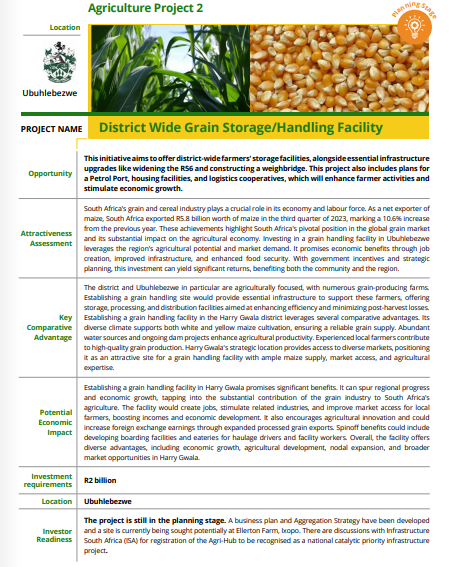 Agriculture Project 2
Planning Stage
Location
Ubuhlebezwe
PROJECT NAME
District Wide Grain Storage/Handling Facility
Opportunity
This initiative aims to offer district-wide farmers' storage facilities, alongside essential infrastructure
upgrades like widening the R56 and constructing a weighbridge. This project also includes plans for
a Petrol Port, housing facilities, and logistics cooperatives, which will enhance farmer activities and
stimulate economic growth.
Attractiveness
Assessment
South Africa's grain and cereal industry plays a crucial role in its economy and labour force. As a net exporter of
maize, South Africa exported R5.8 billion worth of maize in the third quarter of 2023, marking a 10.6% increase
from the previous year. These achievements highlight South Africa's pivotal position in the global grain market
and its substantial impact on the agricultural economy. Investing in a grain handling facility in Ubuhlebezwe
leverages the region's agricultural potential and market demand. It promises economic benefits through job
creation, improved infrastructure, and enhanced food security. With government incentives and strategic
planning, this investment can yield significant returns, benefiting both the community and the region.
Key
Comparative
Advantage
The district and Ubuhlebezwe in particular are agriculturally focused, with numerous grain-producing farms.
Establishing a grain handling site would provide essential infrastructure to support these farmers, offering
storage, processing, and distribution facilities aimed at enhancing efficiency and minimizing post-harvest losses.
Establishing a grain handling facility in the Harry Gwala district leverages several comparative advantages. Its
diverse climate supports both white and yellow maize cultivation, ensuring a reliable grain supply. Abundant
water sources and ongoing dam projects enhance agricultural productivity. Experienced local farmers contribute
to high-quality grain production. Harry Gwala's strategic location provides access to diverse markets, positioning
it as an attractive site for a grain handling facility with ample maize supply, market access, and agricultural
expertise.
Potential
Economic
Impact
Establishing a grain handling facility in Harry Gwala promises significant benefits. It can spur regional progress
and economic growth, tapping into the substantial contribution of the grain industry to South Africa's
agriculture. The facility would create jobs, stimulate related industries, and improve market access for local
farmers, boosting incomes and economic development. It also encourages agricultural innovation and could
increase foreign exchange earnings through expanded processed grain exports. Spinoff benefits could include
developing boarding facilities and eateries for haulage drivers and facility workers. Overall, the facility offers
diverse advantages, including economic growth, agricultural development, nodal expansion, and broader
market opportunities in Harry Gwala.
Investment
requirements
R2 billion
Location
Ubuhlebezwe
Investor
Readiness
The project is still in the planning stage. A business plan and Aggregation Strategy have been developed
and a site is currently being sought potentially at Ellerton Farm, Ixopo. There are discussions with Infrastructure
South Africa (ISA) for registration of the Agri-Hub to be recognised as a national catalytic priority infrastructure
project.